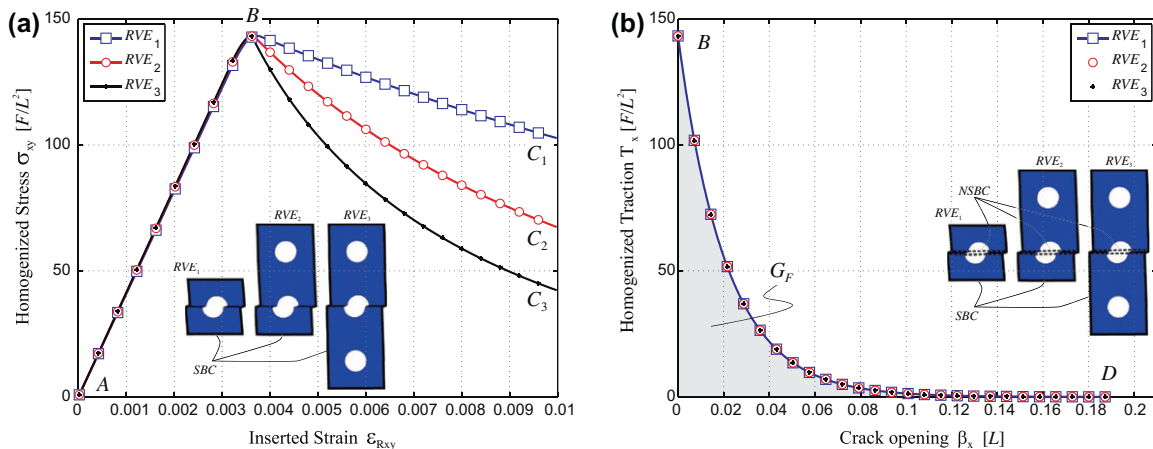 (a)
B
150
100
50
0
Homogenized Stress σxy [F/L²]
RVE1
RVE2
RVE3
C1
C2
C3
RVE1
RVE2
RVE3
SBC
A
0 0.001 0.002 0.003 0.004 0.005 0.006 0.007 0.008 0.009 0.01
Inserted Strain εRxy
(b)
150
100
50
0
Homogenized Traction Tx [F/L²]
B
RVE1
RVE2
RVE3
RVE1
RVE2
RVE3
NSBC
SBC
GF
D
0 0.02 0.04 0.06 0.08 0.1 0.12 0.14 0.16 0.18 0.2
Crack opening βx [L]